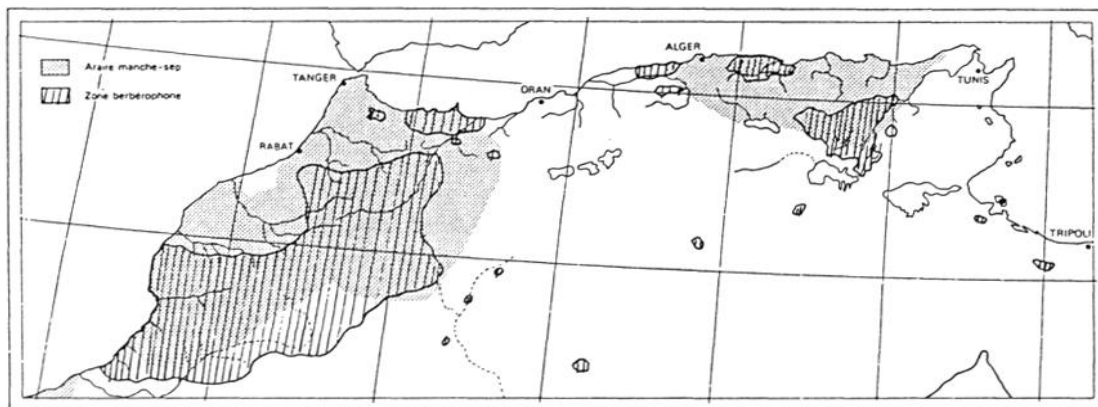 Araire manche-sep
Zone berbérophone
TANGER
RABAT
ORAN
ALGER
TUNIS
TRIPOLI